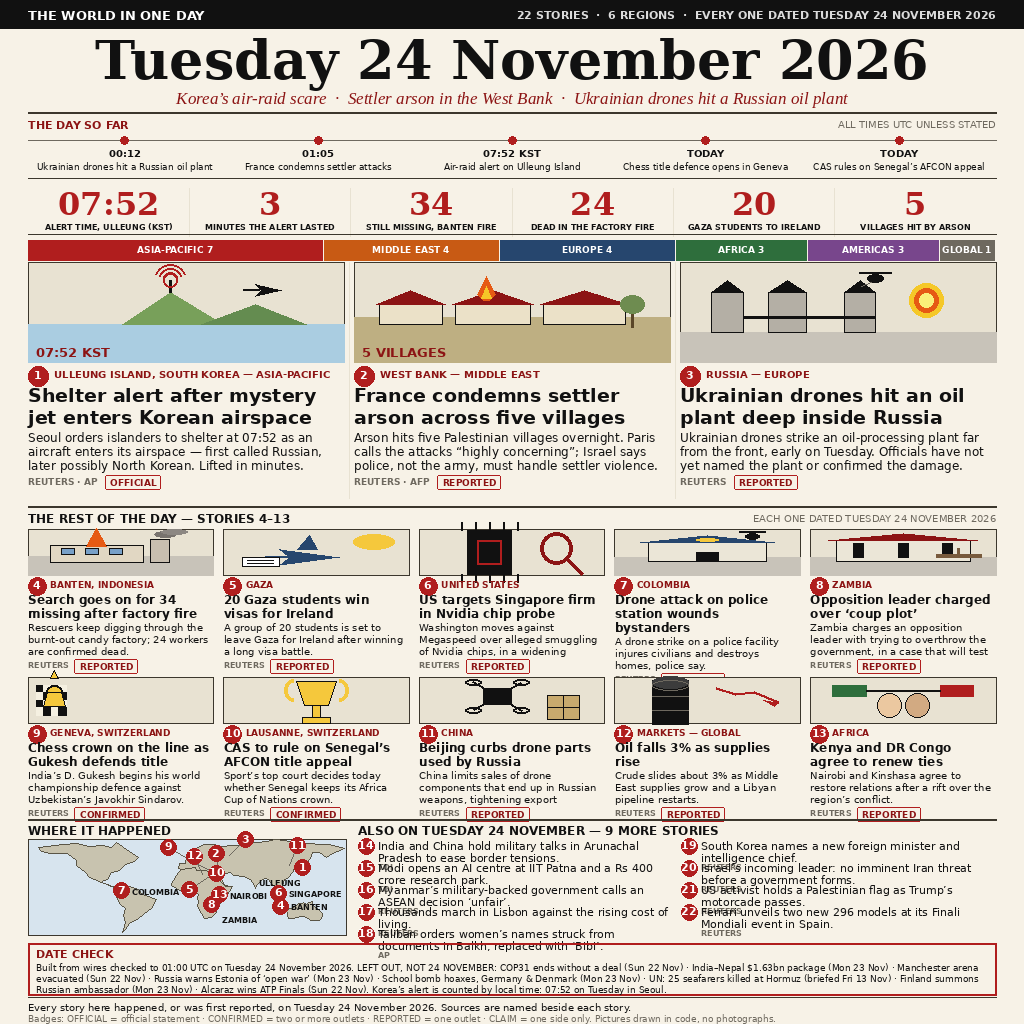 THE WORLD IN ONE DAY
22 STORIES · 6 REGIONS · EVERY ONE DATED TUESDAY 24 NOVEMBER 2026
Tuesday 24 November 2026
Korea's air-raid scare · Settler arson in the West Bank · Ukrainian drones hit a Russian oil plant
THE DAY SO FAR
ALL TIMES UTC UNLESS STATED
00:12
Ukrainian drones hit a Russian oil plant
01:05
France condemns settler attacks
07:52 KST
Air-raid alert on Ulleung Island
TODAY
Chess title defence opens in Geneva
TODAY
CAS rules on Senegal's AFCON appeal
07:52
ALERT TIME, ULLEUNG (KST)
3
MINUTES THE ALERT LASTED
34
STILL MISSING, BANTEN FIRE
24
DEAD IN THE FACTORY FIRE
20
GAZA STUDENTS TO IRELAND
5
VILLAGES HIT BY ARSON
ASIA-PACIFIC 7
MIDDLE EAST 4
EUROPE 4
AFRICA 3
AMERICAS 3
GLOBAL 1
07:52 KST
5 VILLAGES
1 ULLEUNG ISLAND, SOUTH KOREA — ASIA-PACIFIC
Shelter alert after mystery
jet enters Korean airspace
Seoul orders islanders to shelter at 07:52 as an
aircraft enters its airspace — first called Russian,
later possibly North Korean. Lifted in minutes.
REUTERS · AP OFFICIAL
2 WEST BANK — MIDDLE EAST
France condemns settler
arson across five villages
Arson hits five Palestinian villages overnight. Paris
calls the attacks “highly concerning”; Israel says
police, not the army, must handle settler violence.
REUTERS · AFP REPORTED
3 RUSSIA — EUROPE
Ukrainian drones hit an oil
plant deep inside Russia
Ukrainian drones strike an oil-processing plant far
from the front, early on Tuesday. Officials have not
yet named the plant or confirmed the damage.
REUTERS REPORTED
THE REST OF THE DAY — STORIES 4–13
EACH ONE DATED TUESDAY 24 NOVEMBER 2026
4 BANTEN, INDONESIA
Search goes on for 34
missing after factory fire
Rescuers keep digging through the
burnt-out candy factory; 24 workers
are confirmed dead.
REUTERS REPORTED
5 GAZA
20 Gaza students win
visas for Ireland
A group of 20 students is set to
leave Gaza for Ireland after winning
a long visa battle.
REUTERS REPORTED
6 UNITED STATES
US targets Singapore firm
in Nvidia chip probe
Washington moves against
Megaspeed over alleged smuggling
of Nvidia chips, in a widening
REUTERS REPORTED
7 COLOMBIA
Drone attack on police
station wounds
bystanders
A drone strike on a police facility
injures civilians and destroys
homes, police say.
8 ZAMBIA
Opposition leader charged
over ‘coup plot’
Zambia charges an opposition
leader with trying to overthrow the
government, in a case that will test
REUTERS REPORTED
9 GENEVA, SWITZERLAND
Chess crown on the line as
Gukesh defends title
India's D. Gukesh begins his world
championship defence against
Uzbekistan's Javokhir Sindarov.
REUTERS CONFIRMED
10 LAUSANNE, SWITZERLAND
CAS to rule on Senegal's
AFCON title appeal
Sport's top court decides today
whether Senegal keeps its Africa
Cup of Nations crown.
REUTERS CONFIRMED
11 CHINA
Beijing curbs drone parts
used by Russia
China limits sales of drone
components that end up in Russian
weapons, tightening export
REUTERS REPORTED
12 MARKETS — GLOBAL
Oil falls 3% as supplies
rise
Crude slides about 3% as Middle
East supplies grow and a Libyan
pipeline restarts.
REUTERS REPORTED
13 AFRICA
Kenya and DR Congo
agree to renew ties
Nairobi and Kinshasa agree to
restore relations after a rift over the
region's conflict.
REUTERS REPORTED
WHERE IT HAPPENED
9
3
12
2
11
10
1
7 COLOMBIA
5
ULLEUNG
13 NAIROBI
6 SINGAPORE
8
4 BANTEN
ZAMBIA
ALSO ON TUESDAY 24 NOVEMBER — 9 MORE STORIES
14 India and China hold military talks in Arunachal
Pradesh to ease border tensions.
15 Modi opens an AI centre at IIT Patna and a Rs 400
crore research park.
16 Myanmar's military-backed government calls an
ASEAN decision ‘unfair’.
REUTERS
17 Thousands march in Lisbon against the rising cost of
living.
REUTERS
18 Taliban orders women's names struck from
documents in Balkh, replaced with ‘Bibi’.
AP
19 South Korea names a new foreign minister and
intelligence chief.
REUTERS
20 Israel's incoming leader: no imminent Iran threat
before a government forms.
REUTERS
21 US activist holds a Palestinian flag as Trump's
motorcade passes.
REUTERS
22 Ferrari unveils two new 296 models at its Finali
Mondiali event in Spain.
REUTERS
DATE CHECK
Built from wires checked to 01:00 UTC on Tuesday 24 November 2026. LEFT OUT, NOT 24 NOVEMBER: COP31 ends without a deal (Sun 22 Nov) · India–Nepal $1.63bn package (Mon 23 Nov) · Manchester arena
evacuated (Sun 22 Nov) · Russia warns Estonia of ‘open war’ (Mon 23 Nov) · School bomb hoaxes, Germany & Denmark (Mon 23 Nov) · UN: 25 seafarers killed at Hormuz (briefed Fri 13 Nov) · Finland summons
Russian ambassador (Mon 23 Nov) · Alcaraz wins ATP Finals (Sun 22 Nov). Korea's alert is counted by local time: 07:52 on Tuesday in Seoul.
Every story here happened, or was first reported, on Tuesday 24 November 2026. Sources are named beside each story.
Badges: OFFICIAL = official statement · CONFIRMED = two or more outlets · REPORTED = one outlet · CLAIM = one side only. Pictures drawn in code, no photographs.